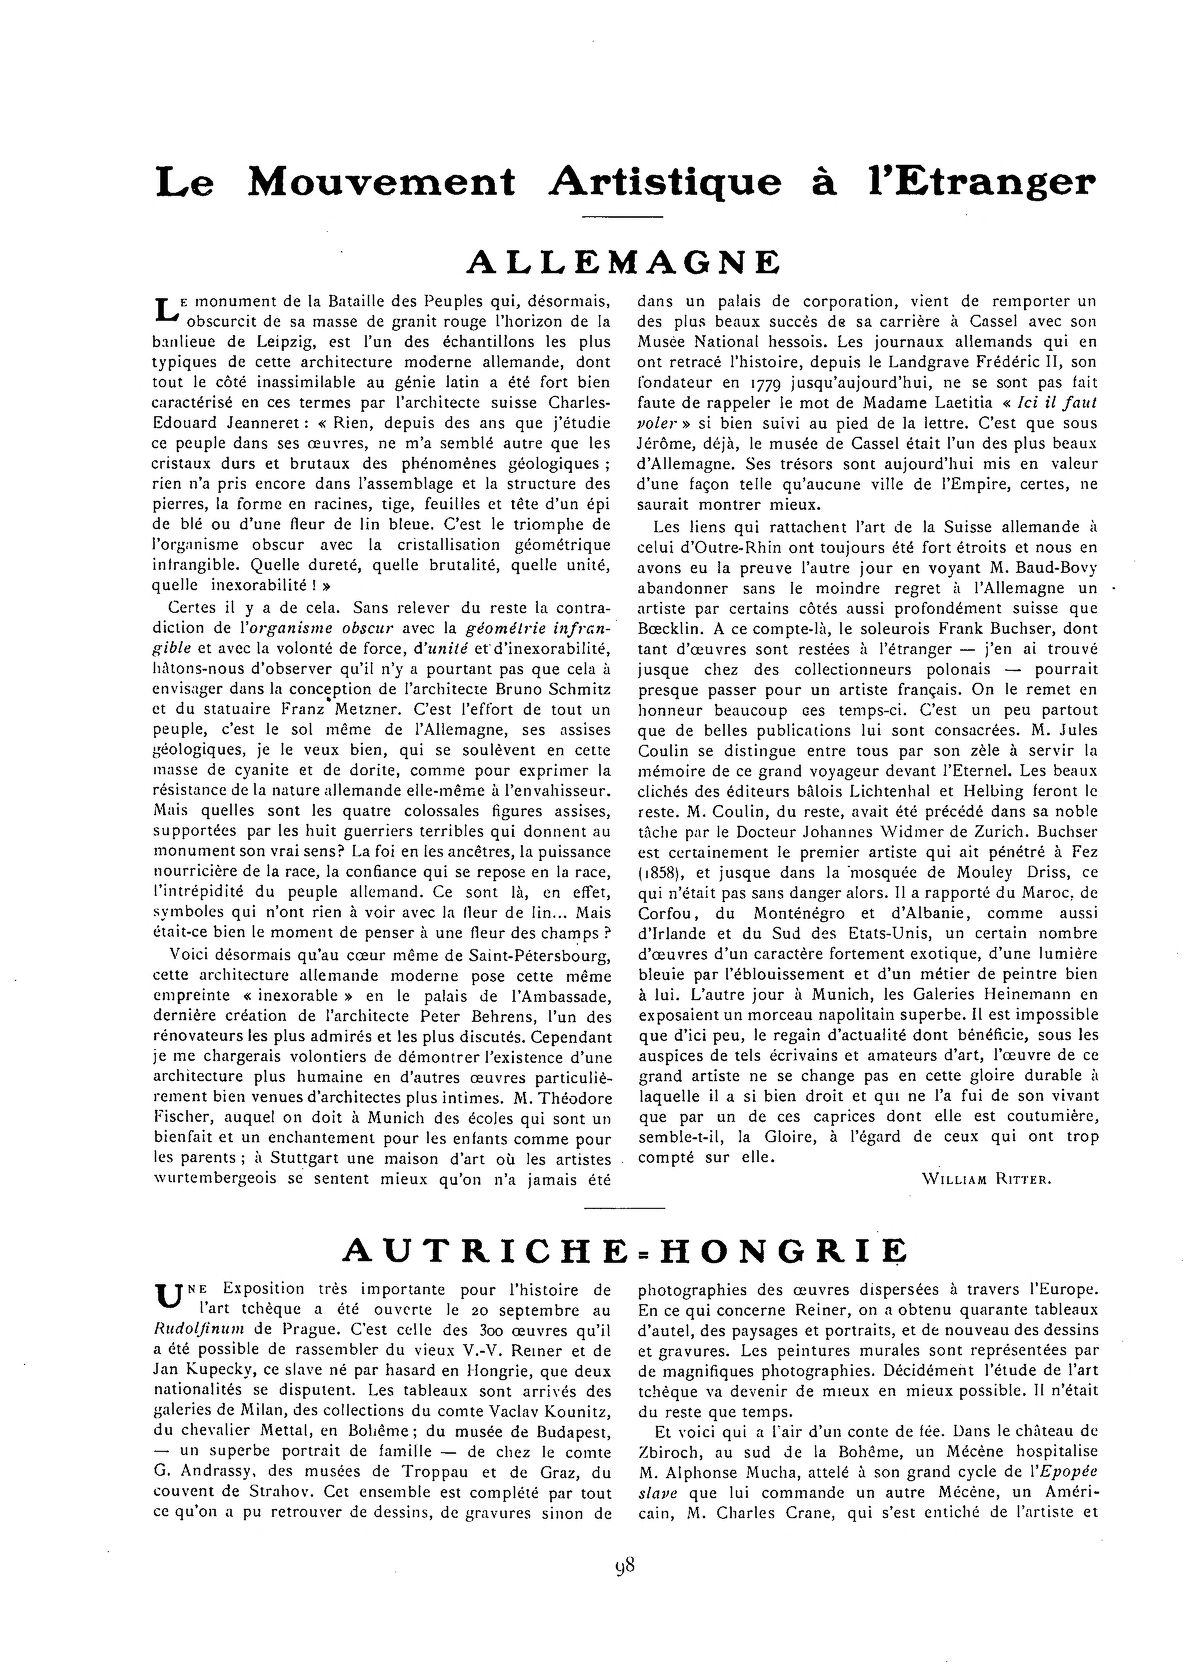 Le Mouvement Artistique à l'Etranger
ALLEMAGNE
LE monument de la Bataille des Peuples qui, désormais,
obscurcit de sa masse de granit rouge l'horizon de la
banlieue de Leipzig, est l'un des échantillons les plus
typiques de cette architecture moderne allemande, dont
tout le côté inassimilable au génie latin a été fort bien
caractérisé en ces termes par l'architecte suisse Charles-
Edouard Jeanneret : « Rien, depuis des ans que j'étudie
ce peuple dans ses œuvres, ne m'a semblé autre que les
cristaux durs et brutaux des phénomènes géologiques ;
rien n'a pris encore dans l'assemblage et la structure des
pierres, la forme en racines, tige, feuilles et tête d'un épi
de blé ou d'une fleur de lin bleue. C'est le triomphe de
l'organisme obscur avec la cristallisation géométrique
infrangible. Quelle dureté, quelle brutalité, quelle unité,
quelle inexorabilité ! »
Certes il y a de cela. Sans relever du reste la contra-
diction de l'organisme obscur avec la géométrie infran-
gible et avec la volonté de force, d'unité et d'inexorabilité,
hâtons-nous d'observer qu'il n'y a pourtant pas que cela à
envisager dans la conception de l'architecte Bruno Schmitz
et du statuaire Franz Metzner. C'est l'effort de tout un
peuple, c'est le sol même de l'Allemagne, ses assises
géologiques, je le veux bien, qui se soulèvent en cette
masse de cyanite et de dorite, comme pour exprimer la
résistance de la nature allemande elle-même à l'envahisseur.
Mais quelles sont les quatre colossales figures assises,
supportées par les huit guerriers terribles qui donnent au
monument son vrai sens? La foi en les ancêtres, la puissance
nourricière de la race, la confiance qui se repose en la race,
l'intrépidité du peuple allemand. Ce sont là, en effet,
symboles qui n'ont rien à voir avec la fleur de lin... Mais
était-ce bien le moment de penser à une fleur des champs ?
Voici désormais qu'au cœur même de Saint-Pétersbourg,
cette architecture allemande moderne pose cette même
empreinte « inexorable » en le palais de l'Ambassade,
dernière création de l'architecte Peter Behrens, l'un des
rénovateurs les plus admirés et les plus discutés. Cependant
je me chargerais volontiers de démontrer l'existence d'une
architecture plus humaine en d'autres œuvres particuliè-
rement bien venues d'architectes plus intimes. M. Théodore
Fischer, auquel on doit à Munich des écoles qui sont un
bienfait et un enchantement pour les enfants comme pour
les parents ; à Stuttgart une maison d'art où les artistes
wurtembergeois se sentent mieux qu'on n'a jamais été
dans un palais de corporation, vient de remporter un
des plus beaux succès de sa carrière à Cassel avec son
Musée National hessois. Les journaux allemands qui en
ont retracé l'histoire, depuis le Landgrave Frédéric II, son
fondateur en 1779 jusqu'aujourd'hui, ne se sont pas fait
faute de rappeler le mot de Madame Laetitia « Ici il faut
voler » si bien suivi au pied de la lettre. C'est que sous
Jérôme, déjà, le musée de Cassel était l'un des plus beaux
d'Allemagne. Ses trésors sont aujourd'hui mis en valeur
d'une façon telle qu'aucune ville de l'Empire, certes, ne
saurait montrer mieux.
Les liens qui rattachent l'art de la Suisse allemande à
celui d'Outre-Rhin ont toujours été fort étroits et nous en
avons eu la preuve l'autre jour en voyant M. Baud-Bovy
abandonner sans le moindre regret à l'Allemagne un
artiste par certains côtés aussi profondément suisse que
Bœcklin. A ce compte-là, le soleurois Frank Buchser, dont
tant d'œuvres sont restées à l'étranger — j'en ai trouvé
jusque chez des collectionneurs polonais — pourrait
presque passer pour un artiste français. On le remet en
honneur beaucoup ces temps-ci. C'est un peu partout
que de belles publications lui sont consacrées. M. Jules
Coulin se distingue entre tous par son zèle à servir la
mémoire de ce grand voyageur devant l'Eternel. Les beaux
clichés des éditeurs bâlois Lichtenhal et Helbing feront le
reste. M. Coulin, du reste, avait été précédé dans sa noble
tâche par le Docteur Johannes Widmer de Zurich. Buchser
est certainement le premier artiste qui ait pénétré à Fez
(1858), et jusque dans la mosquée de Mouley Driss, ce
qui n'était pas sans danger alors. Il a rapporté du Maroc, de
Corfou, du Monténégro et d'Albanie, comme aussi
d'Irlande et du Sud des Etats-Unis, un certain nombre
d'œuvres d'un caractère fortement exotique, d'une lumière
bleuie par l'éblouissement et d'un métier de peintre bien
à lui. L'autre jour à Munich, les Galeries Heinemann en
exposaient un morceau napolitain superbe. Il est impossible
que d'ici peu, le regain d'actualité dont bénéficie, sous les
auspices de tels écrivains et amateurs d'art, l'œuvre de ce
grand artiste ne se change pas en cette gloire durable à
laquelle il a si bien droit et qui ne l'a fui de son vivant
que par un de ces caprices dont elle est coutumière,
semble-t-il, la Gloire, à l'égard de ceux qui ont trop
compté sur elle.
WILLIAM RITTER.
AUTRICHE=HONGRIE
UNE Exposition très importante pour l'histoire de
l'art tchèque a été ouverte le 20 septembre au
Rudolfinum de Prague. C'est celle des 300 œuvres qu'il
a été possible de rassembler du vieux V.-V. Reiner et de
Jan Kupecky, ce slave né par hasard en Hongrie, que deux
nationalités se disputent. Les tableaux sont arrivés des
galeries de Milan, des collections du comte Vaclav Kounitz,
du chevalier Mettal, en Bohême ; du musée de Budapest,
— un superbe portrait de famille — de chez le comte
G. Andrassy, des musées de Troppau et de Graz, du
couvent de Strahov. Cet ensemble est complété par tout
ce qu'on a pu retrouver de dessins, de gravures sinon de
photographies des œuvres dispersées à travers l'Europe.
En ce qui concerne Reiner, on a obtenu quarante tableaux
d'autel, des paysages et portraits, et de nouveau des dessins
et gravures. Les peintures murales sont représentées par
de magnifiques photographies. Décidément l'étude de l'art
tchèque va devenir de mieux en mieux possible. Il n'était
du reste que temps.
Et voici qui a l'air d'un conte de fée. Dans le château de
Zbiroch, au sud de la Bohême, un Mécène hospitalise
M. Alphonse Mucha, attelé à son grand cycle de l'Epopée
slave que lui commande un autre Mécène, un Améri-
cain, M. Charles Crane, qui s'est entiché de l'artiste et
98